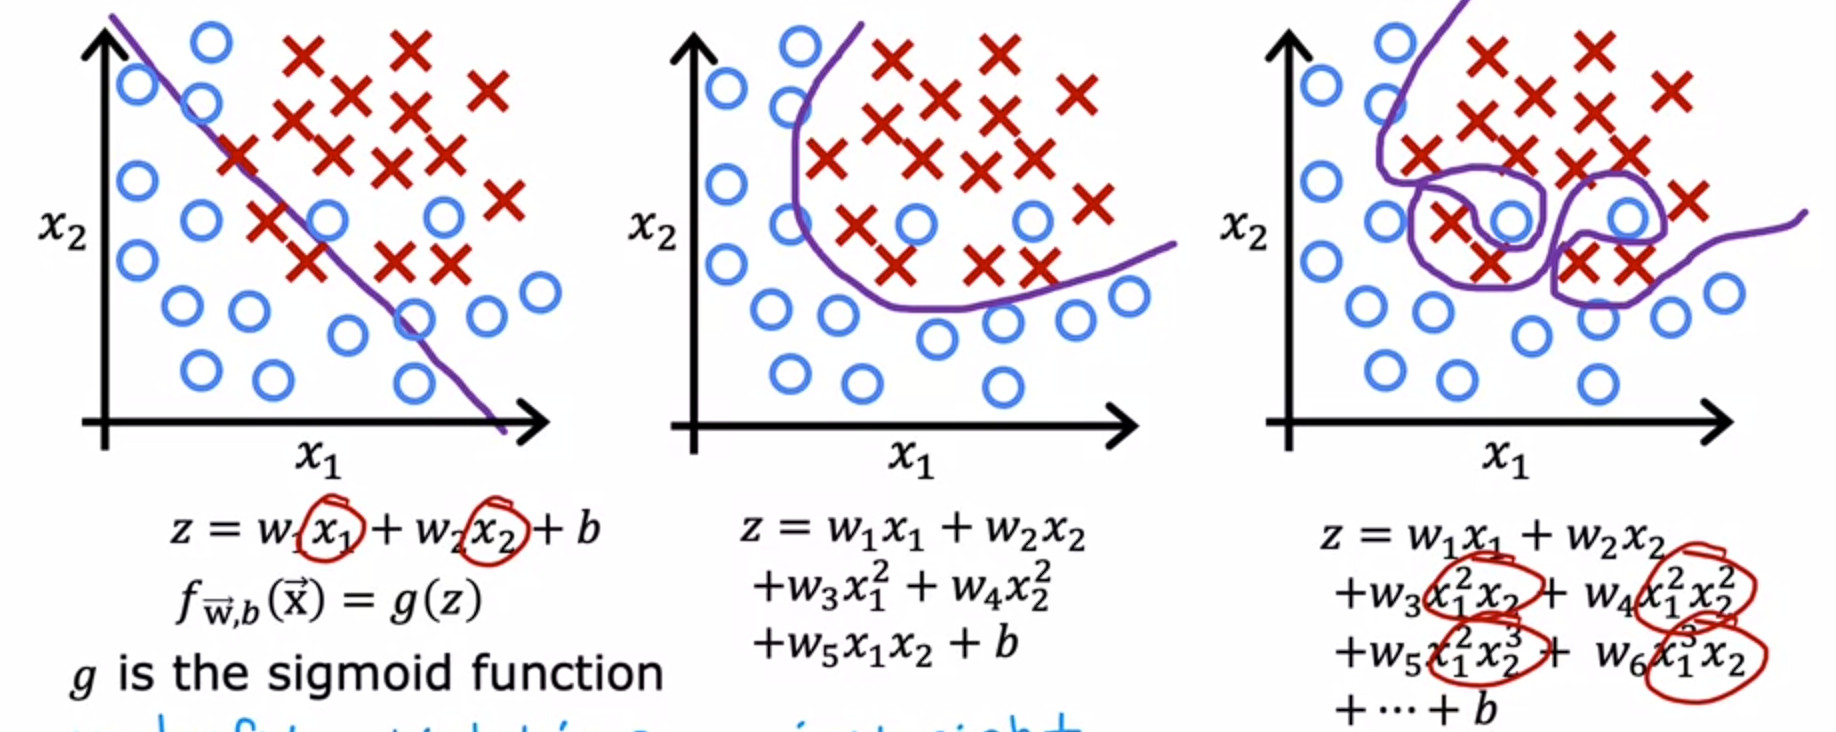 x₂
x₁
z = w₁x₁ + w₂x₂ + b
f_w⃗,b(x⃗) = g(z)
g is the sigmoid function
x₂
x₁
z = w₁x₁ + w₂x₂
+w₃x₁² + w₄x₂²
+w₅x₁x₂ + b
x₂
x₁
z = w₁x₁ + w₂x₂
+w₃x₁²x₂ + w₄x₁²x₂²
+w₅x₁²x₂³ + w₆x₁³x₂
+ ⋯ + b